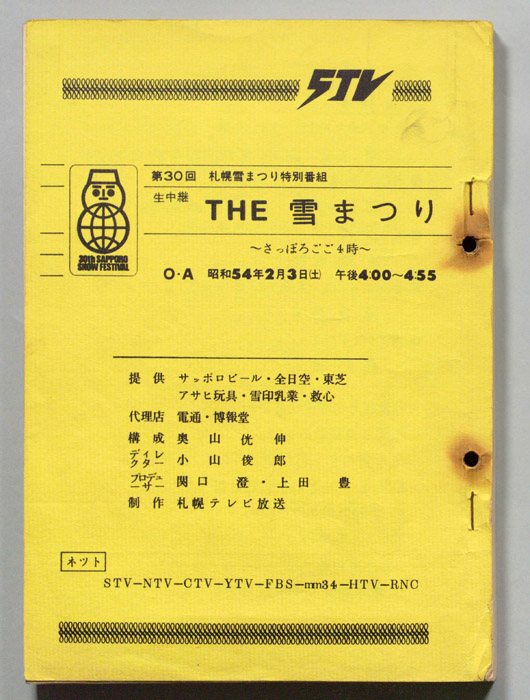 STV
第30回 札幌雪まつり特別番組
生中継 THE 雪まつり
〜さっぽろごご4時〜
30th SAPPORO
SNOW FESTIVAL
O・A 昭和54年2月3日(土) 午後4:00〜4:55
提供 サッポロビール・全日空・東芝
アサヒ玩具・雪印乳業・救心
代理店 電通・博報堂
構成 奥山侊伸
ディレクター 小山俊郎
プロデューサー 関口 澄・上田 豊
制作 札幌テレビ放送
ネット
STV−NTV−CTV−YTV−FBS−mm34−HTV−RNC